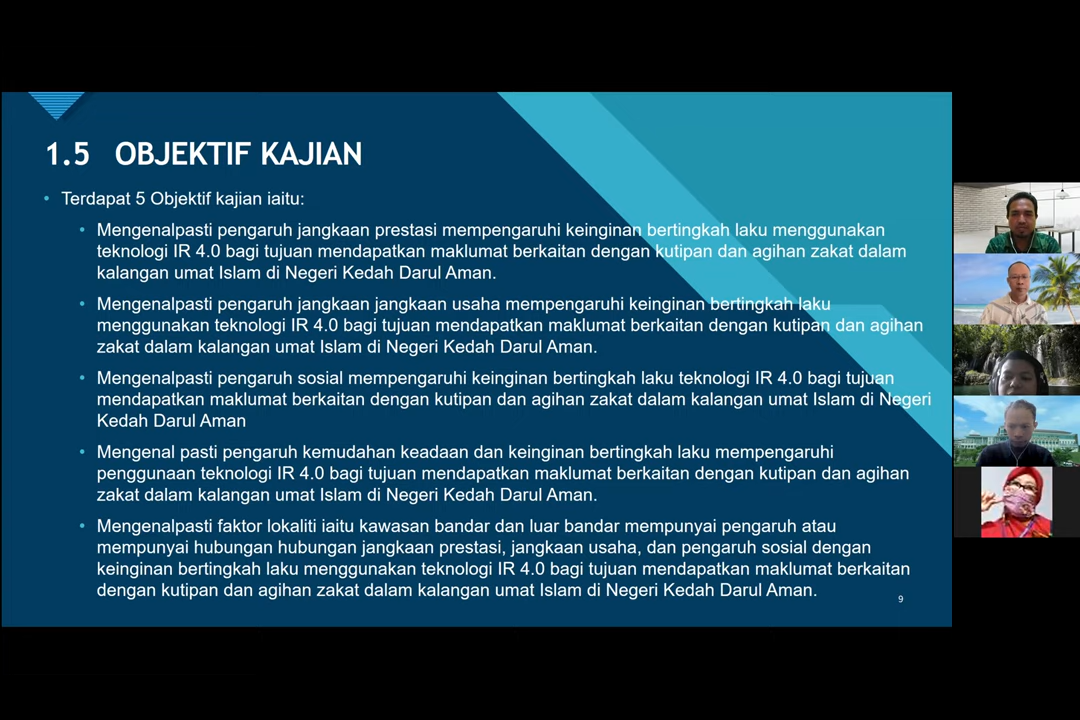 1.5 OBJEKTIF KAJIAN
• Terdapat 5 Objektif kajian iaitu:
• Mengenalpasti pengaruh jangkaan prestasi mempengaruhi keinginan bertingkah laku menggunakan
teknologi IR 4.0 bagi tujuan mendapatkan maklumat berkaitan dengan kutipan dan agihan zakat dalam
kalangan umat Islam di Negeri Kedah Darul Aman.
• Mengenalpasti pengaruh jangkaan jangkaan usaha mempengaruhi keinginan bertingkah laku
menggunakan teknologi IR 4.0 bagi tujuan mendapatkan maklumat berkaitan dengan kutipan dan agihan
zakat dalam kalangan umat Islam di Negeri Kedah Darul Aman.
• Mengenalpasti pengaruh sosial mempengaruhi keinginan bertingkah laku teknologi IR 4.0 bagi tujuan
mendapatkan maklumat berkaitan dengan kutipan dan agihan zakat dalam kalangan umat Islam di Negeri
Kedah Darul Aman
• Mengenal pasti pengaruh kemudahan keadaan dan keinginan bertingkah laku mempengaruhi
penggunaan teknologi IR 4.0 bagi tujuan mendapatkan maklumat berkaitan dengan kutipan dan agihan
zakat dalam kalangan umat Islam di Negeri Kedah Darul Aman.
• Mengenalpasti faktor lokaliti iaitu kawasan bandar dan luar bandar mempunyai pengaruh atau
mempunyai hubungan hubungan jangkaan prestasi, jangkaan usaha, dan pengaruh sosial dengan
keinginan bertingkah laku menggunakan teknologi IR 4.0 bagi tujuan mendapatkan maklumat berkaitan
dengan kutipan dan agihan zakat dalam kalangan umat Islam di Negeri Kedah Darul Aman.
9